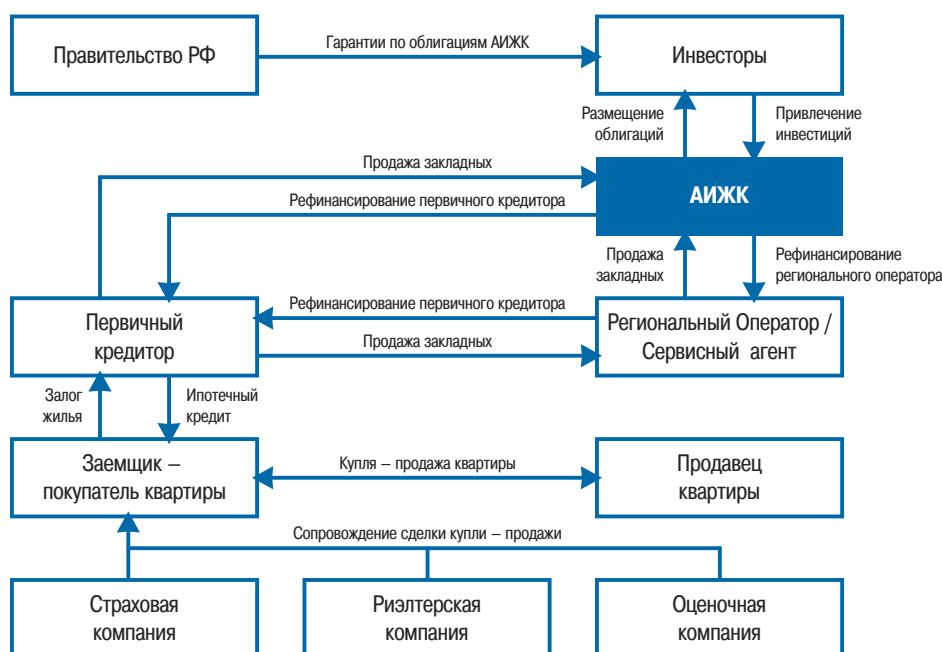 Правительство РФ
Гарантии по облигациям АИЖК
Инвесторы
Размещение
облигаций
Привлечение
инвестиций
Продажа закладных
АИЖК
Рефинансирование первичного кредитора
Продажа
закладных
Рефинансирование
регионального оператора
Первичный
кредитор
Рефинансирование первичного кредитора
Продажа закладных
Региональный Оператор /
Сервисный агент
Залог
жилья
Ипотечный
кредит
Заемщик –
покупатель квартиры
Купля – продажа квартиры
Продавец
квартиры
Сопровождение сделки купли – продажи
Страховая
компания
Риэлтерская
компания
Оценочная
компания